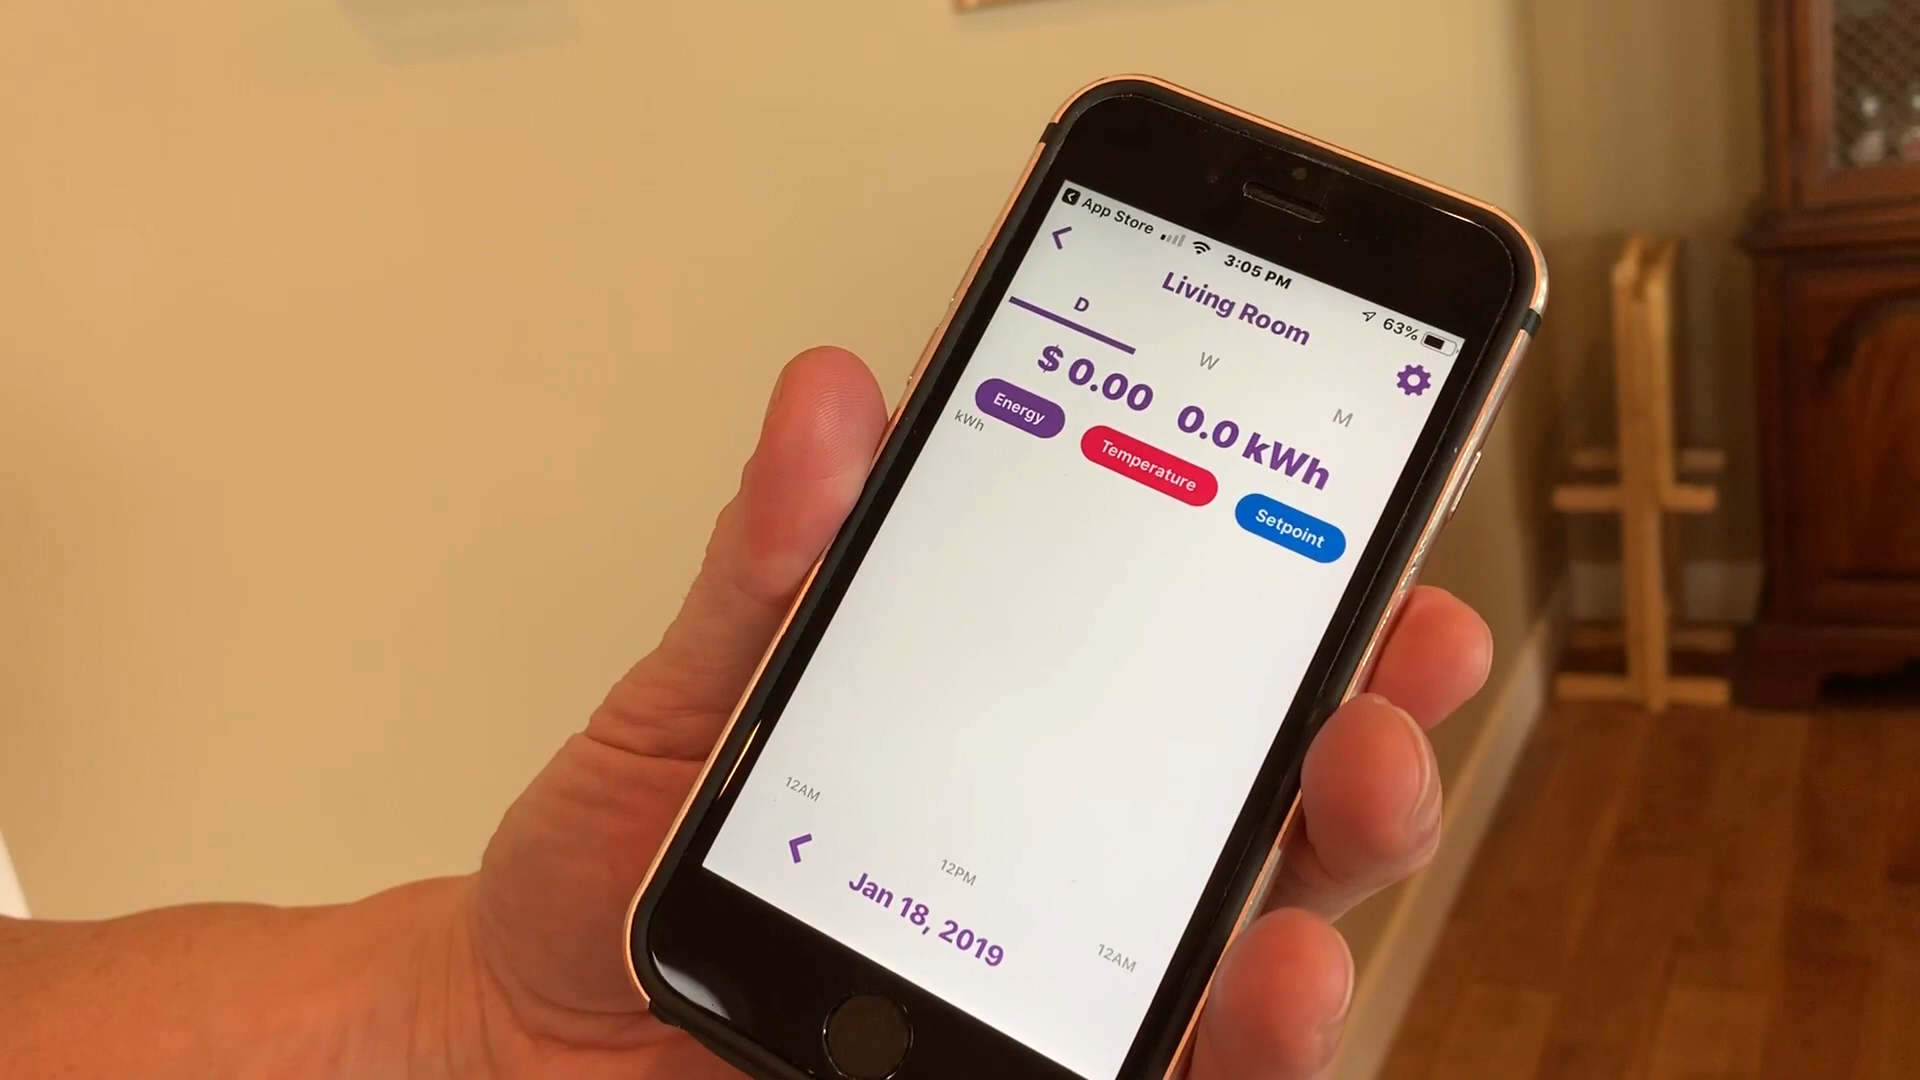 App Store 3:05 PM 63%
Living Room
D W M
$ 0.00 0.0 kWh
Energy Temperature Setpoint
kWh
12AM 12PM 12AM
Jan 18, 2019